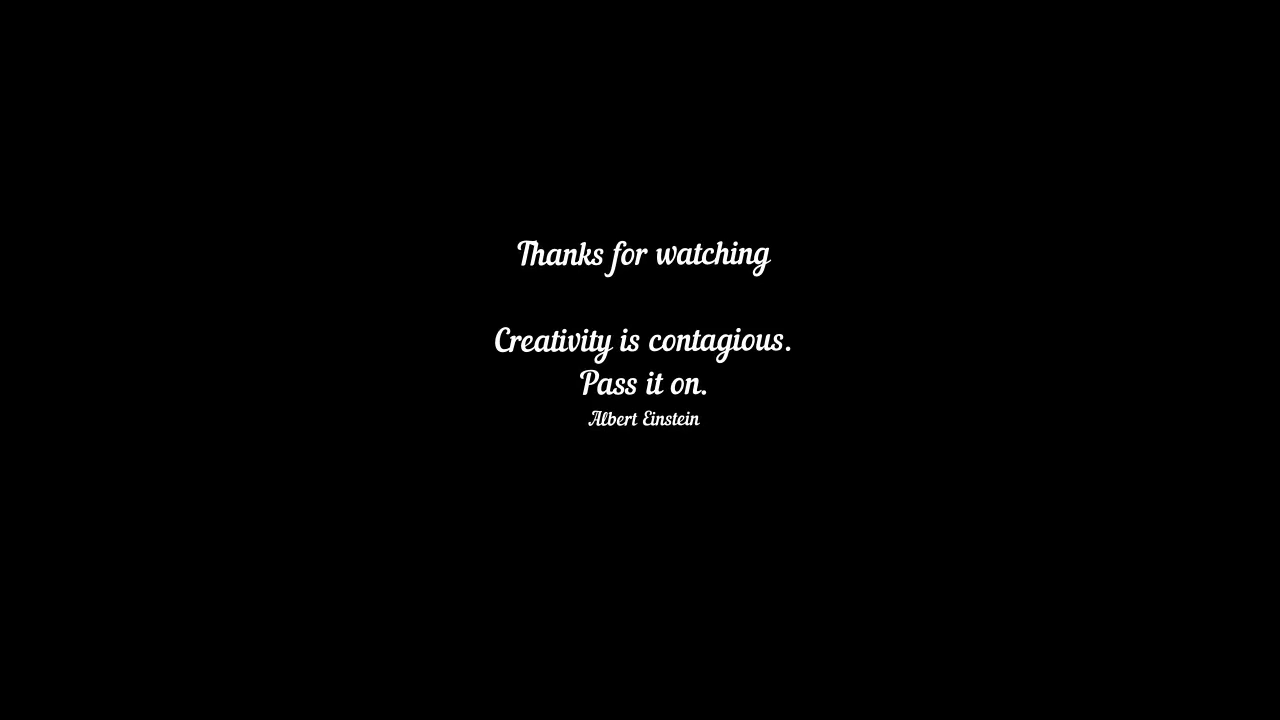 Thanks for watching
Creativity is contagious.
Pass it on.
Albert Einstein